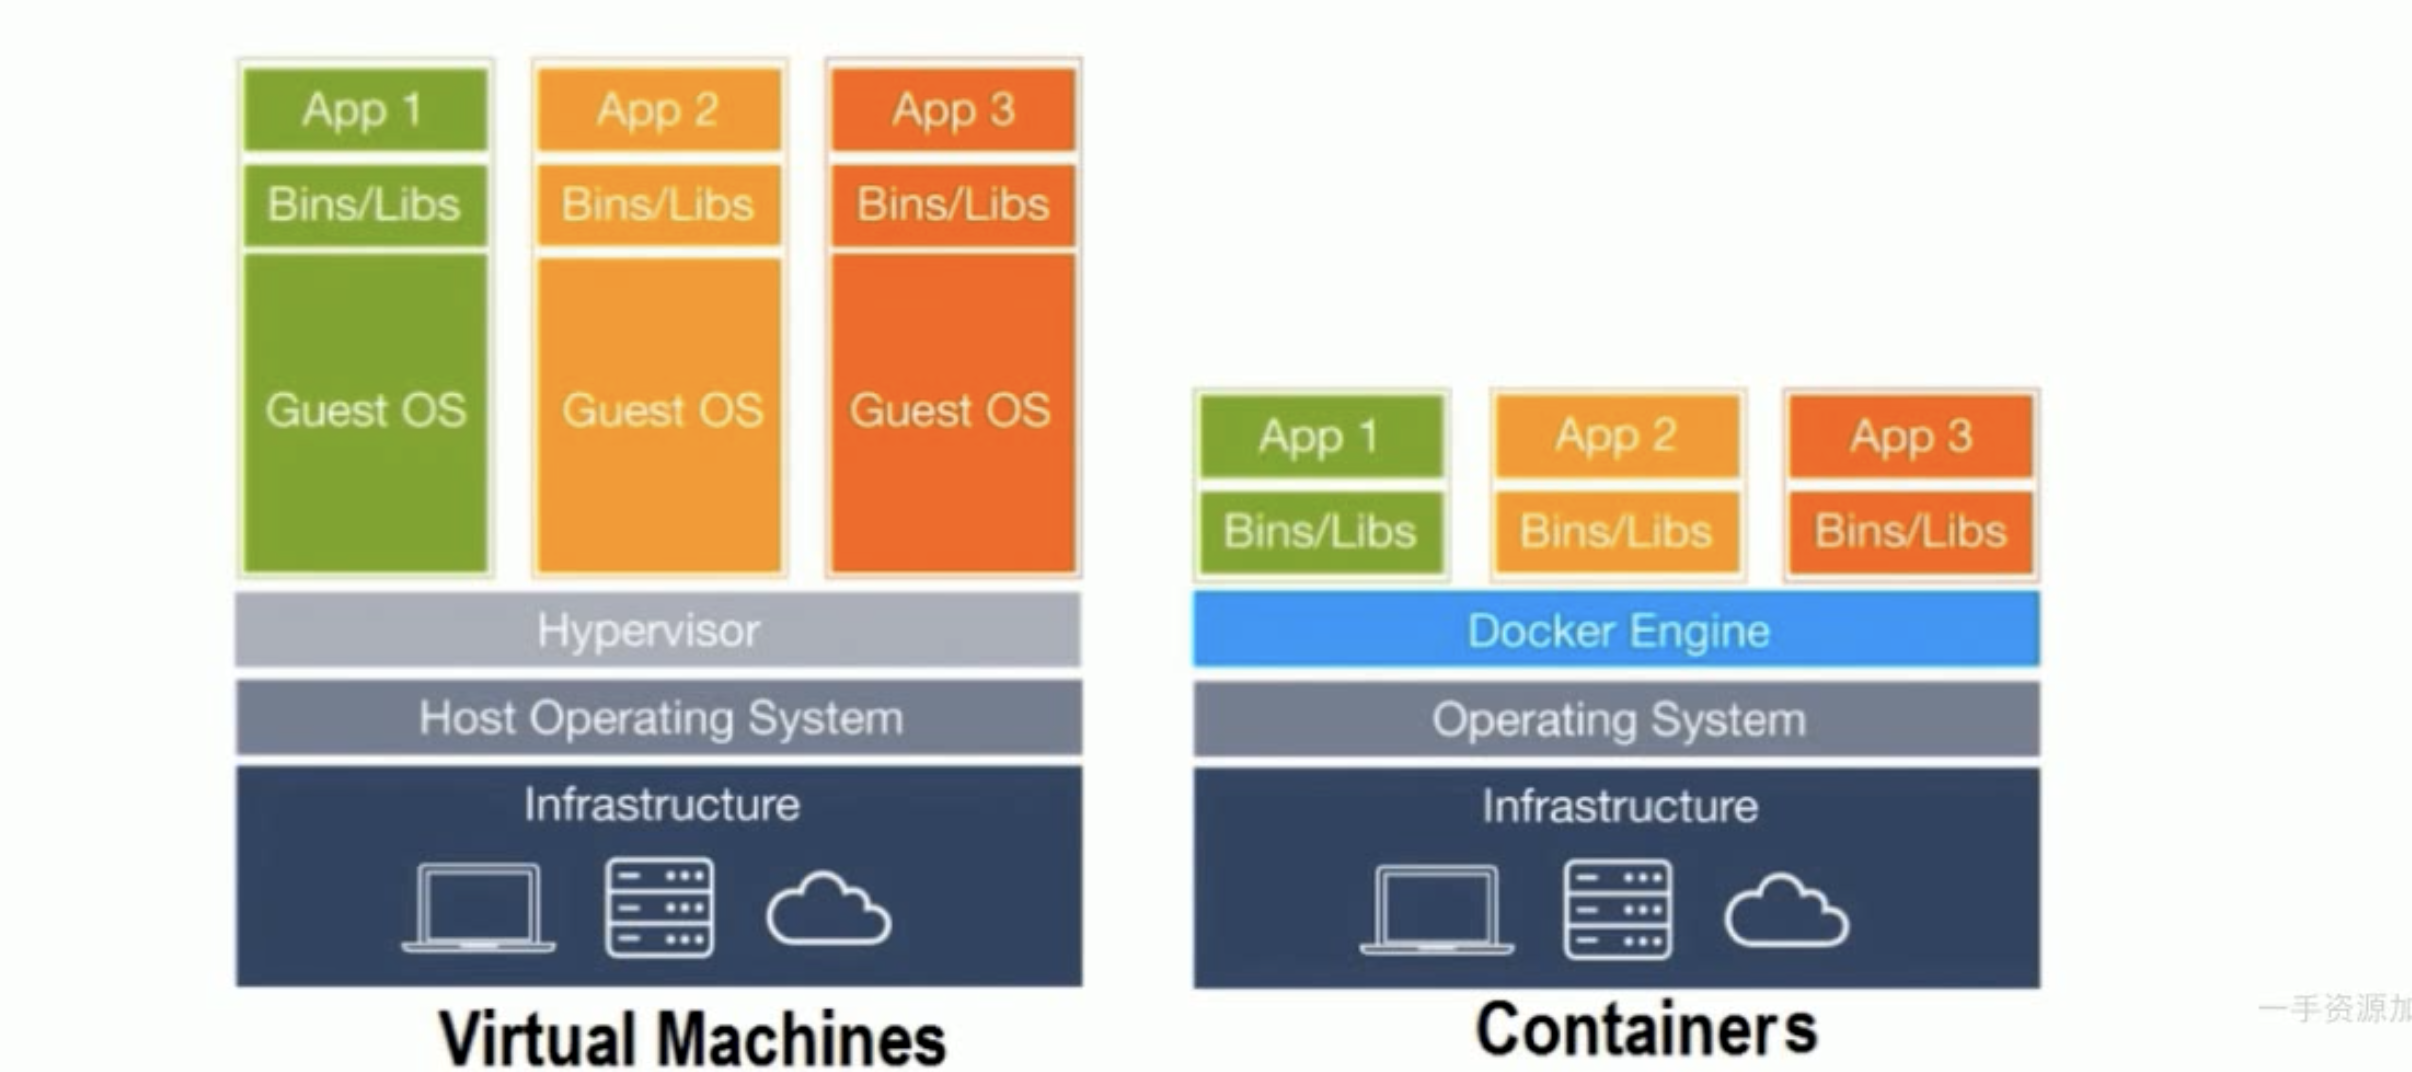 App 1
App 2
App 3
Bins/Libs
Bins/Libs
Bins/Libs
Guest OS
Guest OS
Guest OS
Hypervisor
Host Operating System
Infrastructure
Virtual Machines
App 1
App 2
App 3
Bins/Libs
Bins/Libs
Bins/Libs
Docker Engine
Operating System
Infrastructure
Containers
一手资源加